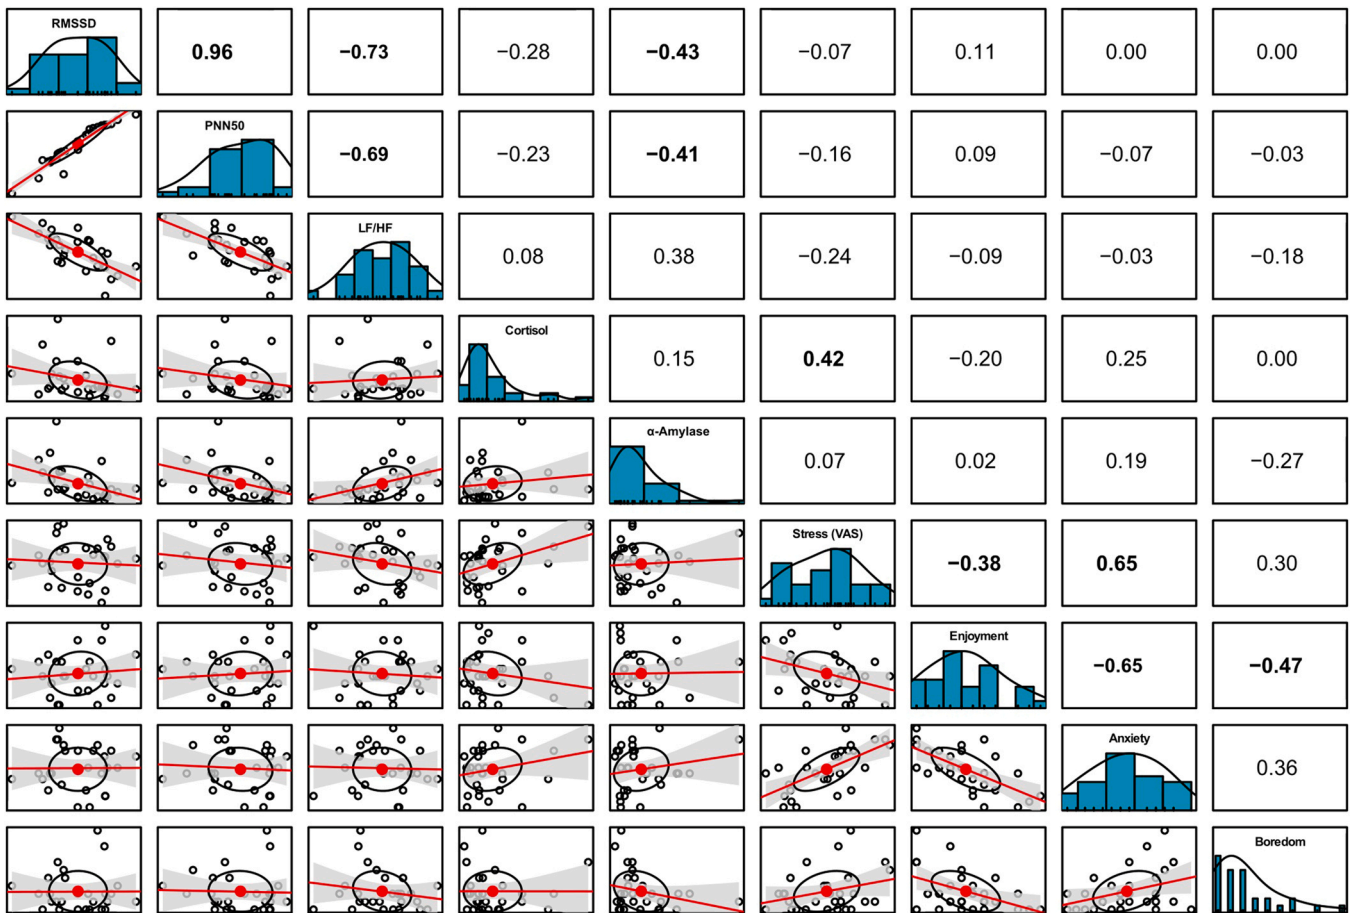 RMSSD
0.96 −0.73 −0.28 −0.43 −0.07 0.11 0.00 0.00
PNN50
−0.69 −0.23 −0.41 −0.16 0.09 −0.07 −0.03
LF/HF
0.08 0.38 −0.24 −0.09 −0.03 −0.18
Cortisol
0.15 0.42 −0.20 0.25 0.00
α-Amylase
0.07 0.02 0.19 −0.27
Stress (VAS)
−0.38 0.65 0.30
Enjoyment
−0.65 −0.47
Anxiety
0.36
Boredom